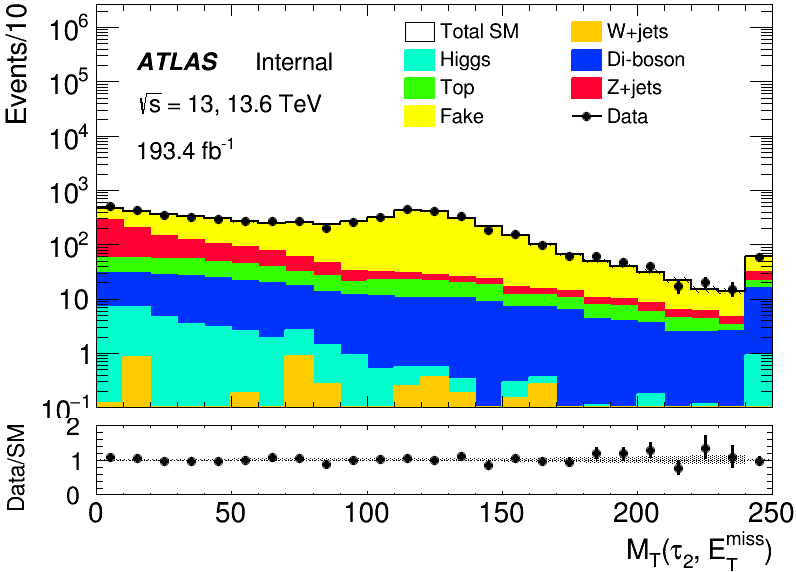 Events/10
10⁶
10⁵
10⁴
10³
10²
10
1
10⁻¹
ATLAS Internal
√s = 13, 13.6 TeV
193.4 fb⁻¹
Total SM
Higgs
Top
Fake
W+jets
Di-boson
Z+jets
Data
Data/SM
2
1
0
0 50 100 150 200 250
M_T(τ₂, E_T^miss)